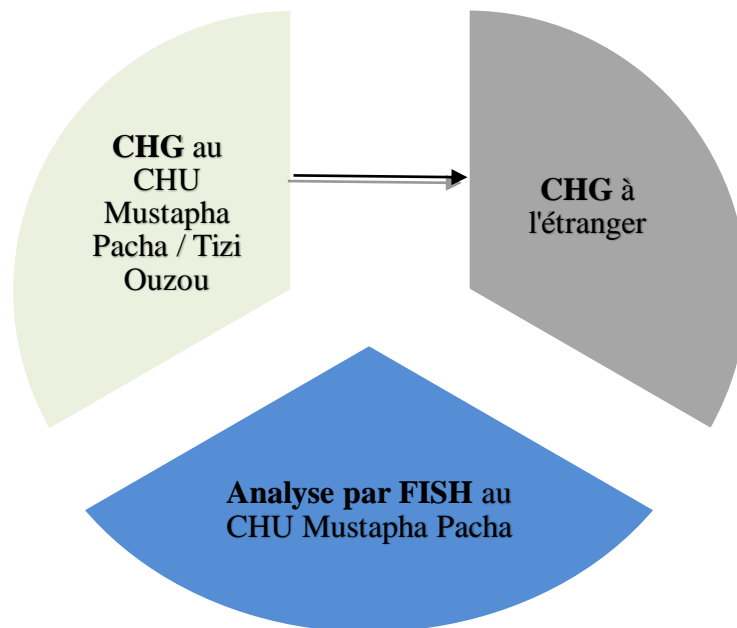 CHG au
CHU
Mustapha
Pacha / Tizi
Ouzou
CHG à
l'étranger
Analyse par FISH au
CHU Mustapha Pacha